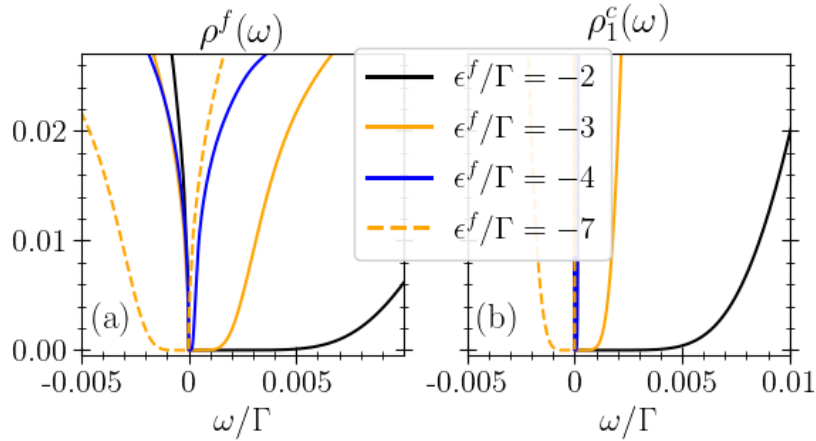 ρ^f(ω)
ρ_1^c(ω)
ϵ^f/Γ = −2
ϵ^f/Γ = −3
ϵ^f/Γ = −4
ϵ^f/Γ = −7
0.02
0.01
0.00
(a)
(b)
-0.005 0 0.005
-0.005 0 0.005 0.01
ω/Γ
ω/Γ